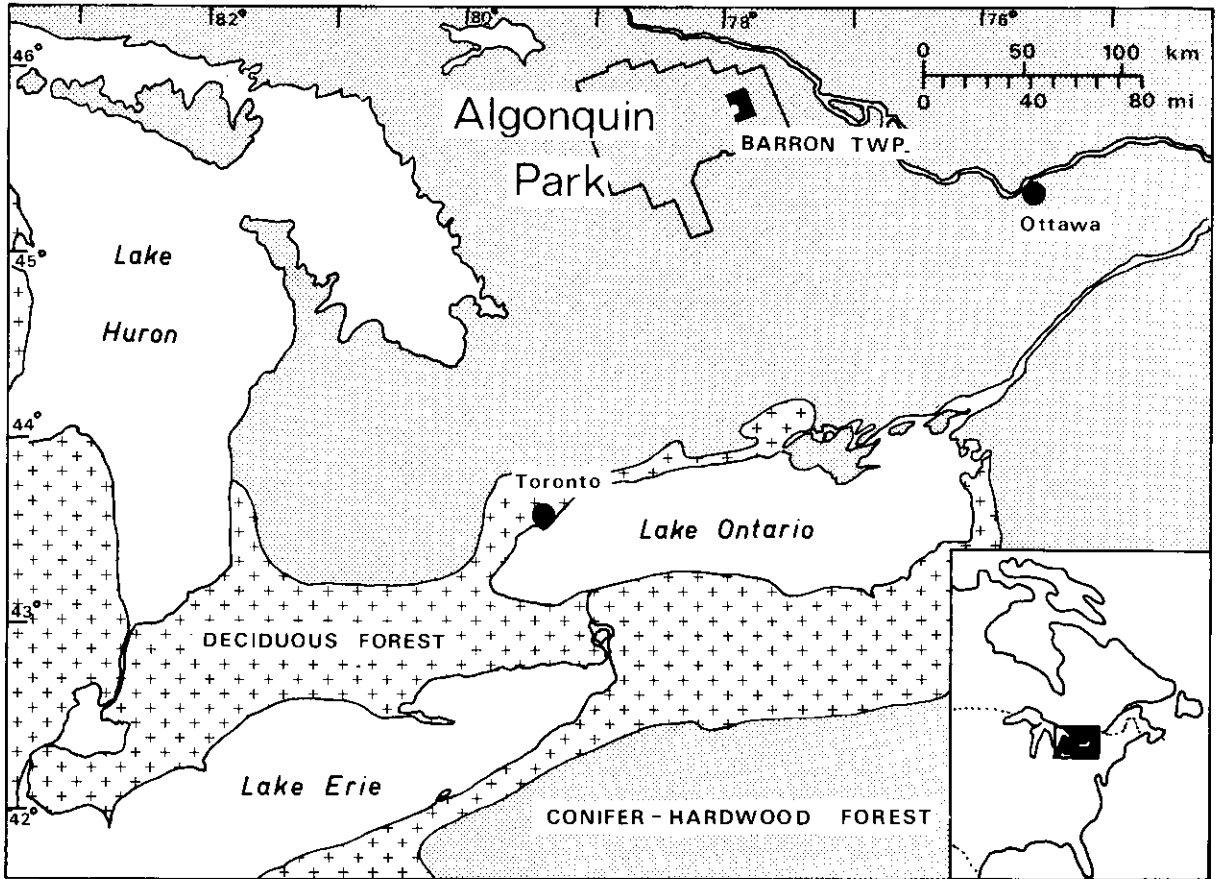 82°
80°
78°
76°
46°
0 50 100 km
0 40 80 mi
Algonquin
Park
BARRON TWP.
Ottawa
45°
Lake
Huron
44°
Toronto
Lake Ontario
43°
DECIDUOUS FOREST
Lake Erie
42°
CONIFER-HARDWOOD FOREST